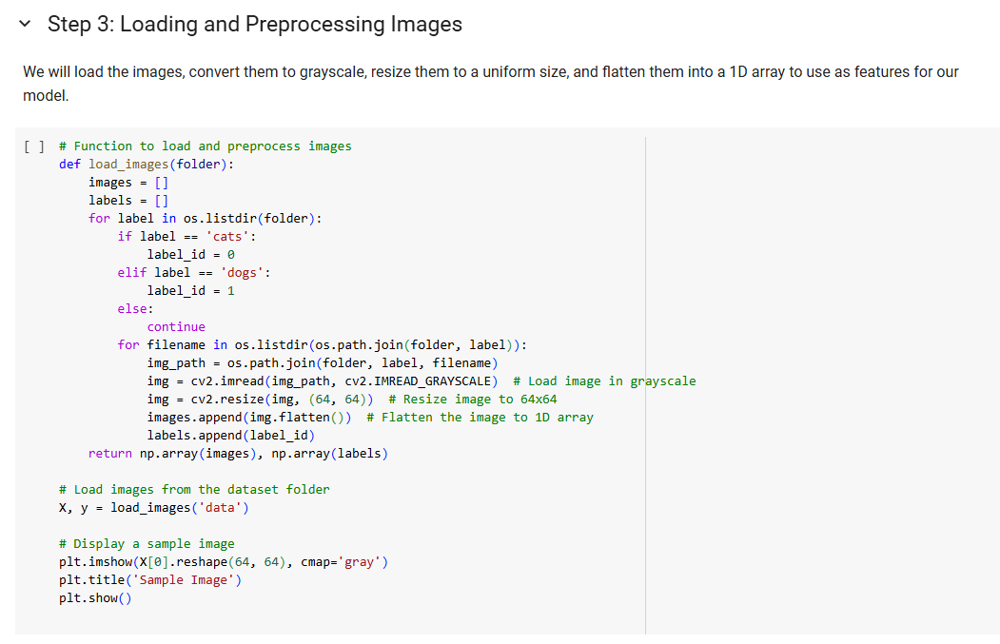 Step 3: Loading and Preprocessing Images
We will load the images, convert them to grayscale, resize them to a uniform size, and flatten them into a 1D array to use as features for our
model.
[ ] # Function to load and preprocess images
def load_images(folder):
    images = []
    labels = []
    for label in os.listdir(folder):
        if label == 'cats':
            label_id = 0
        elif label == 'dogs':
            label_id = 1
        else:
            continue
        for filename in os.listdir(os.path.join(folder, label)):
            img_path = os.path.join(folder, label, filename)
            img = cv2.imread(img_path, cv2.IMREAD_GRAYSCALE)  # Load image in grayscale
            img = cv2.resize(img, (64, 64))  # Resize image to 64x64
            images.append(img.flatten())  # Flatten the image to 1D array
            labels.append(label_id)
    return np.array(images), np.array(labels)

# Load images from the dataset folder
X, y = load_images('data')

# Display a sample image
plt.imshow(X[0].reshape(64, 64), cmap='gray')
plt.title('Sample Image')
plt.show()